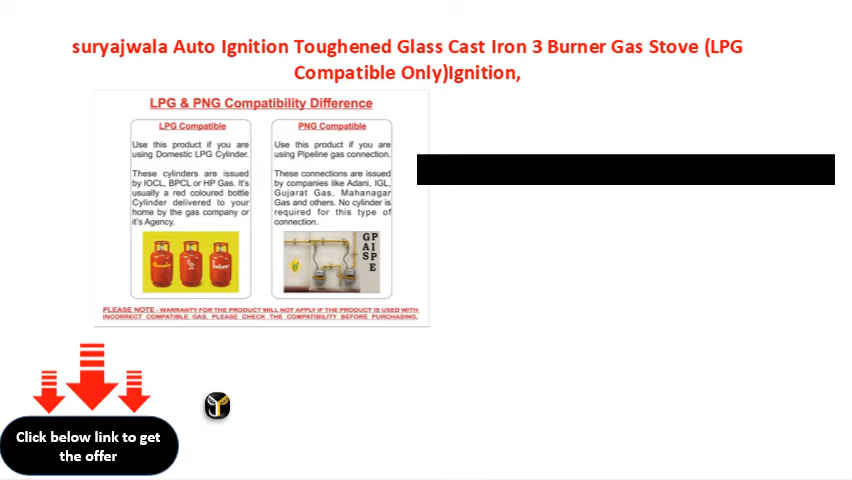 suryajwala Auto Ignition Toughened Glass Cast Iron 3 Burner Gas Stove (LPG
Compatible Only)Ignition,
LPG & PNG Compatibility Difference
LPG Compatible
Use this product if you are
using Domestic LPG Cylinder.
These cylinders are issued
by IOCL, BPCL or HP Gas. It's
usually a red coloured bottle
Cylinder delivered to your
home by the gas company or
it's Agency.
PNG Compatible
Use this product if you are
using Pipeline gas connection.
These connections are issued
by companies like Adani, IGL,
Gujarat Gas, Mahanagar
Gas and others. No cylinder is
required for this type of
connection.
GAS
PIPE
PLEASE NOTE - WARRANTY FOR THE PRODUCT WILL NOT APPLY IF THE PRODUCT IS USED WITH
INCORRECT COMPATIBLE GAS. PLEASE CHECK THE COMPATIBILITY BEFORE PURCHASING.
Click below link to get
the offer